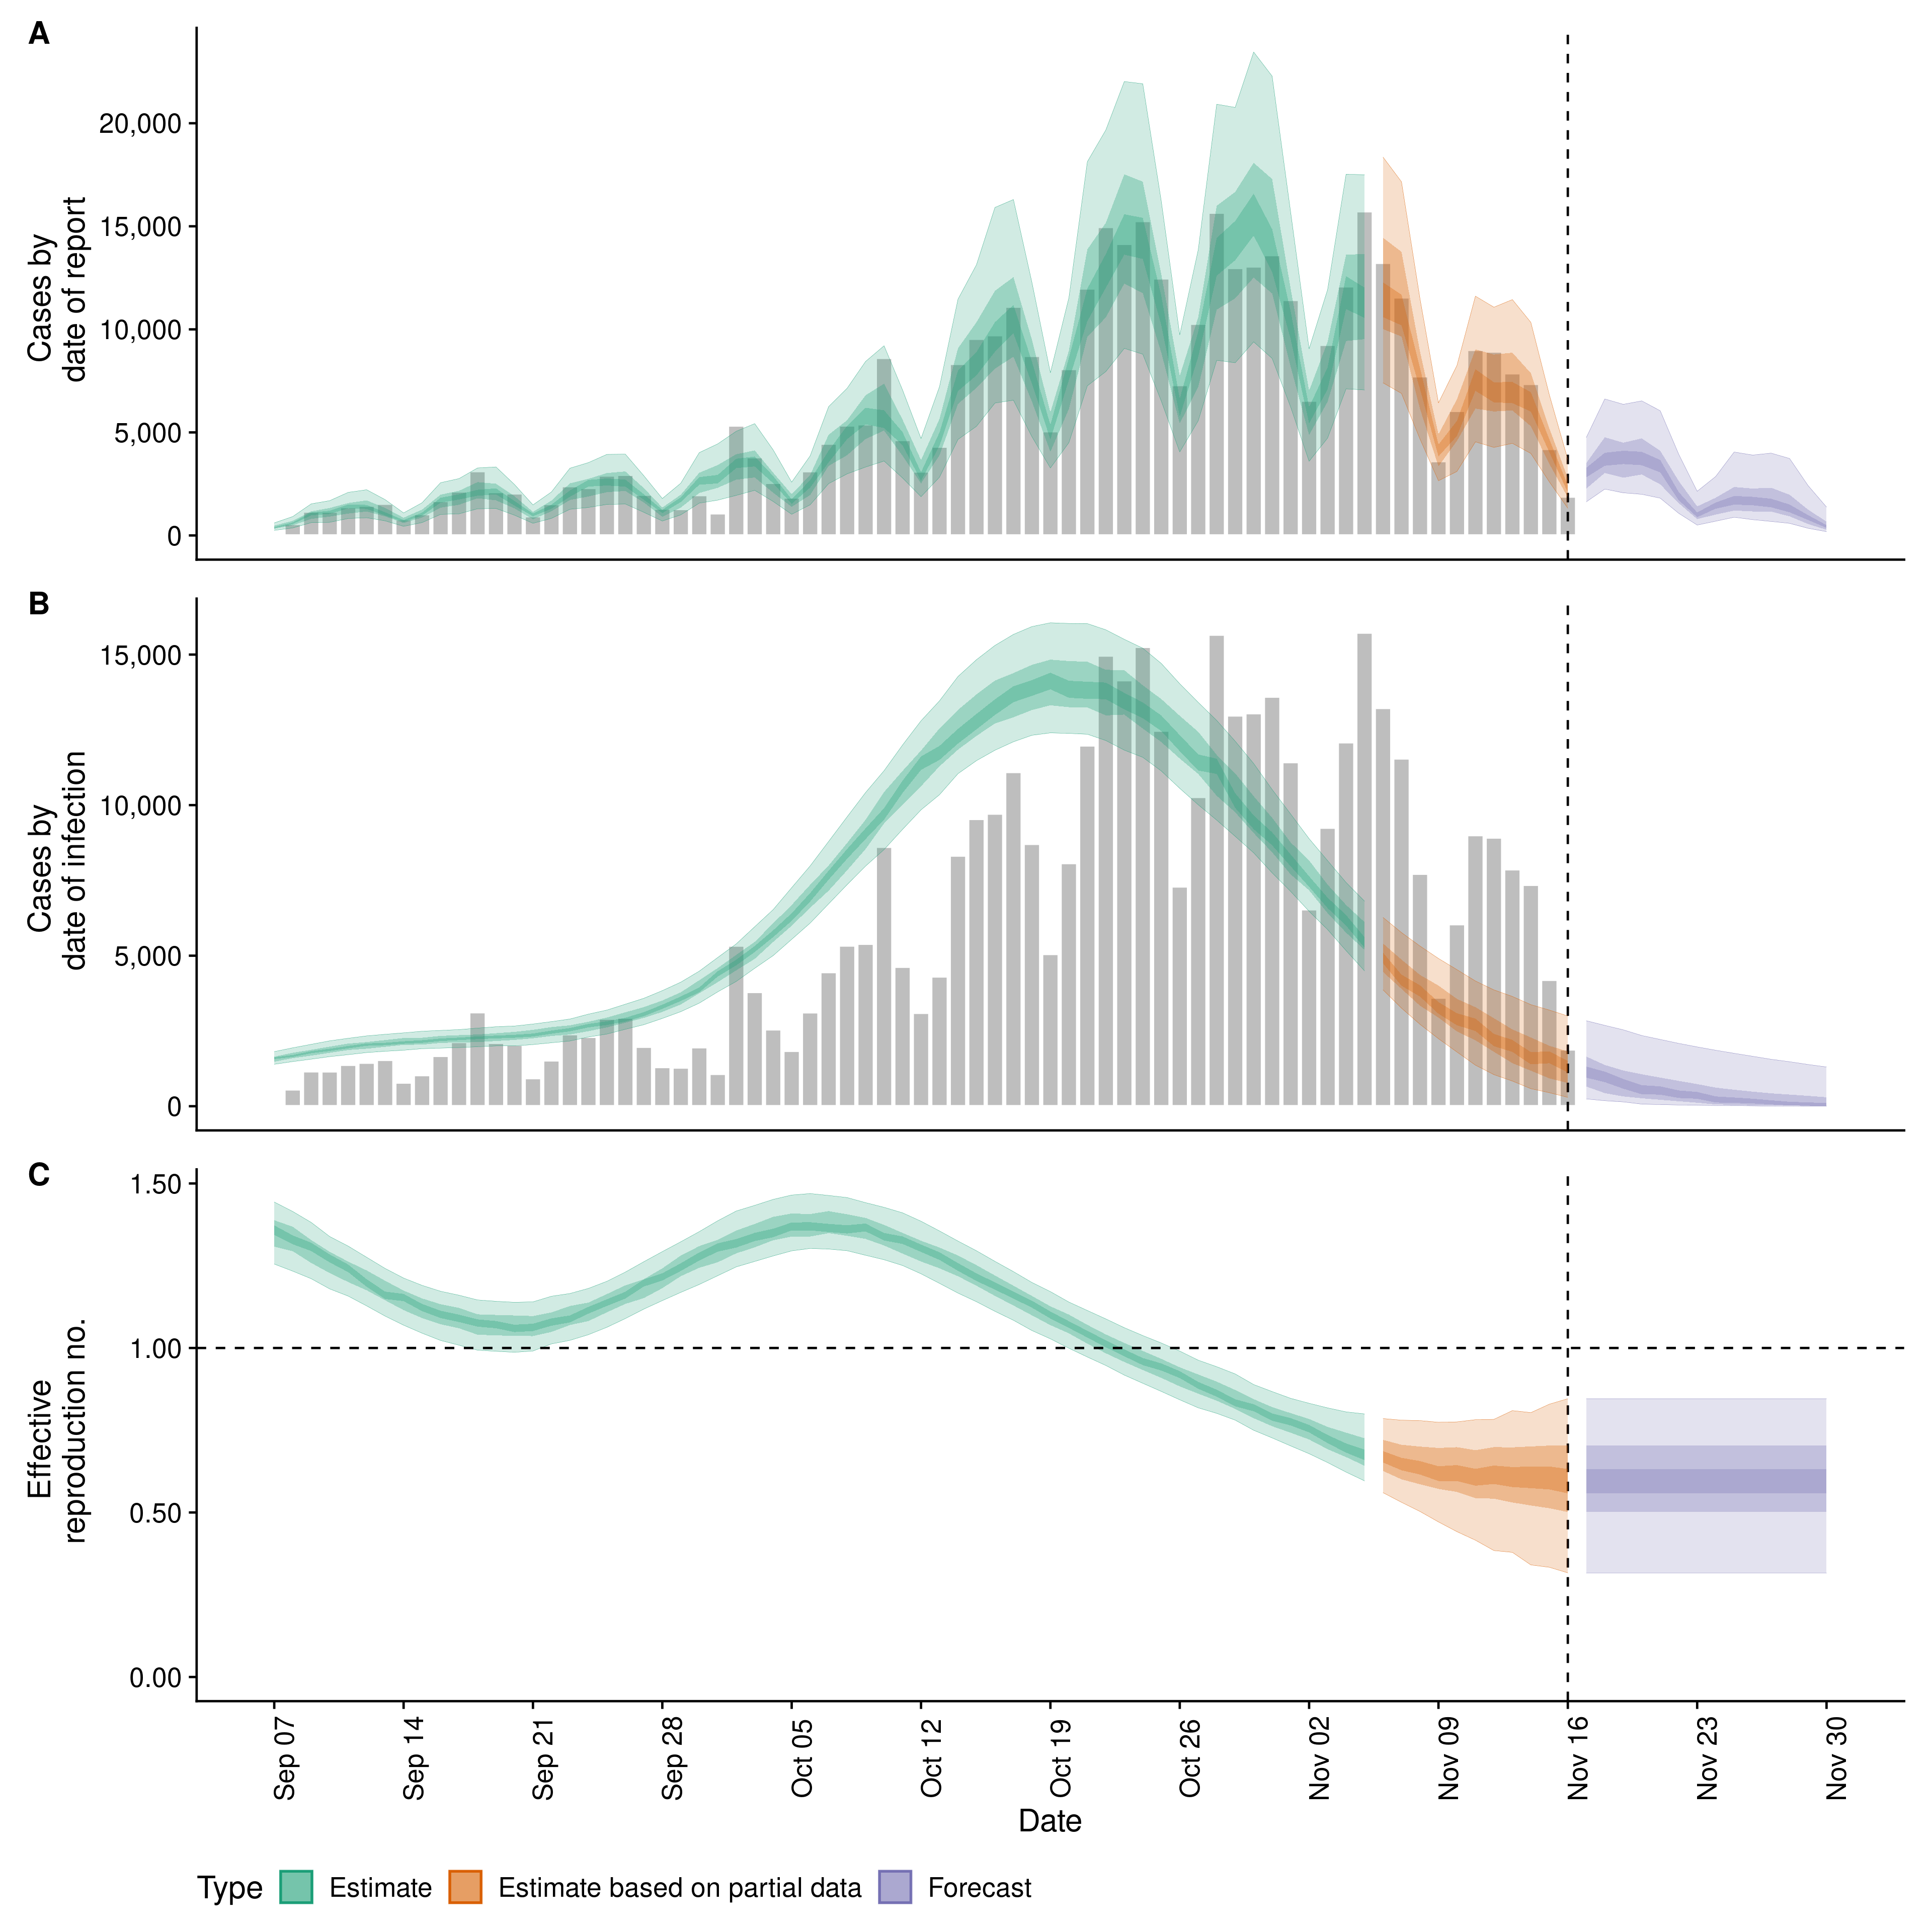 A
Cases by
date of report
20,000
15,000
10,000
5,000
0
B
Cases by
date of infection
15,000
10,000
5,000
0
C
Effective
reproduction no.
1.50
1.00
0.50
0.00
Sep 07
Sep 14
Sep 21
Sep 28
Oct 05
Oct 12
Oct 19
Oct 26
Nov 02
Nov 09
Nov 16
Nov 23
Nov 30
Date
Type Estimate Estimate based on partial data Forecast